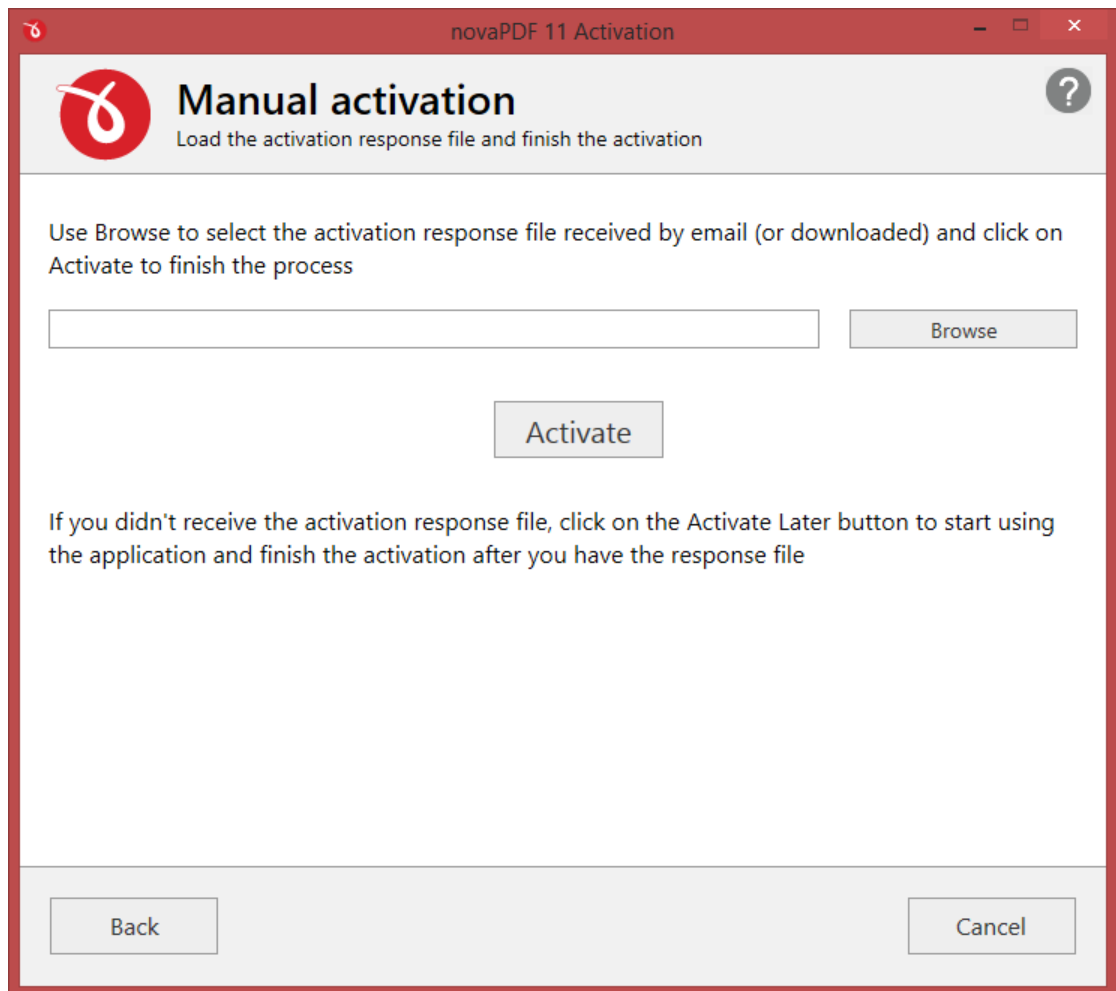 novaPDF 11 Activation
Manual activation
Load the activation response file and finish the activation
?
Use Browse to select the activation response file received by email (or downloaded) and click on
Activate to finish the process
Browse
Activate
If you didn't receive the activation response file, click on the Activate Later button to start using
the application and finish the activation after you have the response file
Back
Cancel